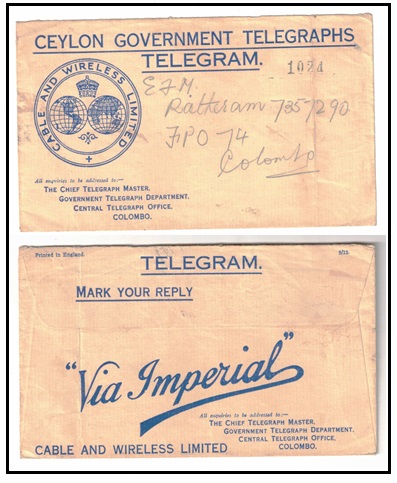 CEYLON GOVERNMENT TELEGRAPHS
TELEGRAM.
1024
CABLE AND WIRELESS LIMITED
E F M
7357290
FPO 74
Colombo
All enquiries to be addressed to:—
THE CHIEF TELEGRAPH MASTER,
GOVERNMENT TELEGRAPH DEPARTMENT,
CENTRAL TELEGRAPH OFFICE,
COLOMBO.
Printed in England.
TELEGRAM.
MARK YOUR REPLY
"Via Imperial"
All enquiries to be addressed to:—
THE CHIEF TELEGRAPH MASTER,
GOVERNMENT TELEGRAPH DEPARTMENT,
CENTRAL TELEGRAPH OFFICE,
COLOMBO.
CABLE AND WIRELESS LIMITED